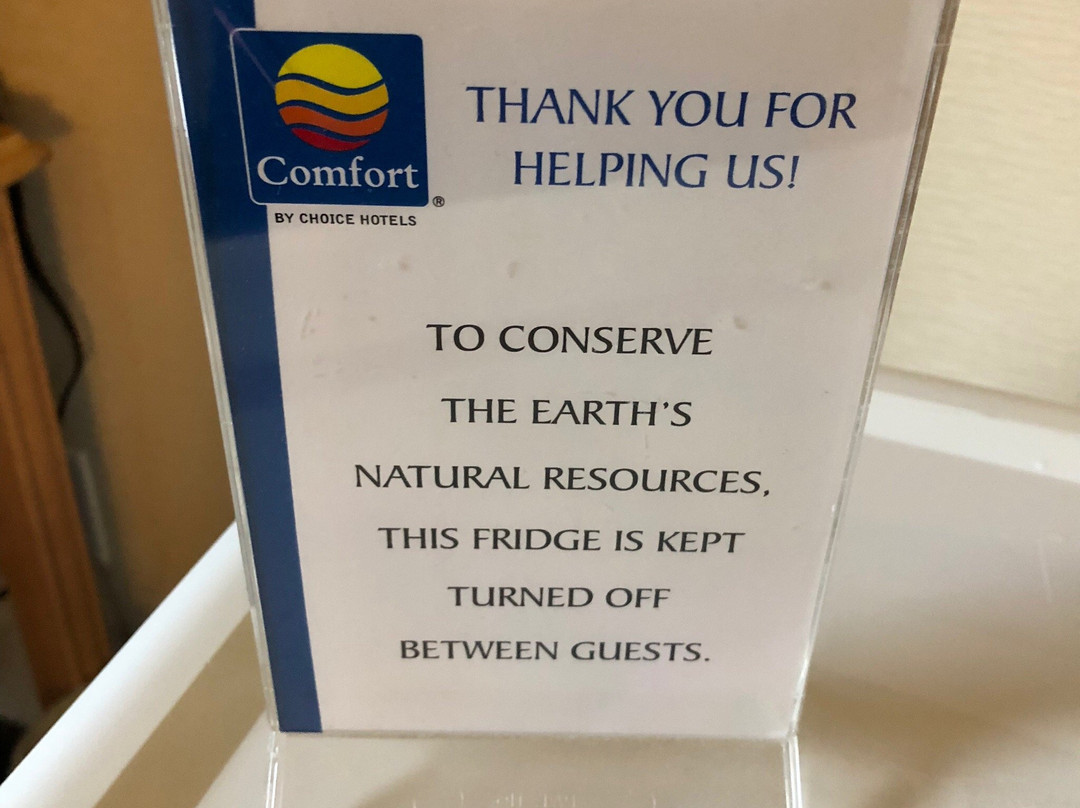 Comfort
®
BY CHOICE HOTELS
THANK YOU FOR
HELPING US!
TO CONSERVE
THE EARTH'S
NATURAL RESOURCES,
THIS FRIDGE IS KEPT
TURNED OFF
BETWEEN GUESTS.